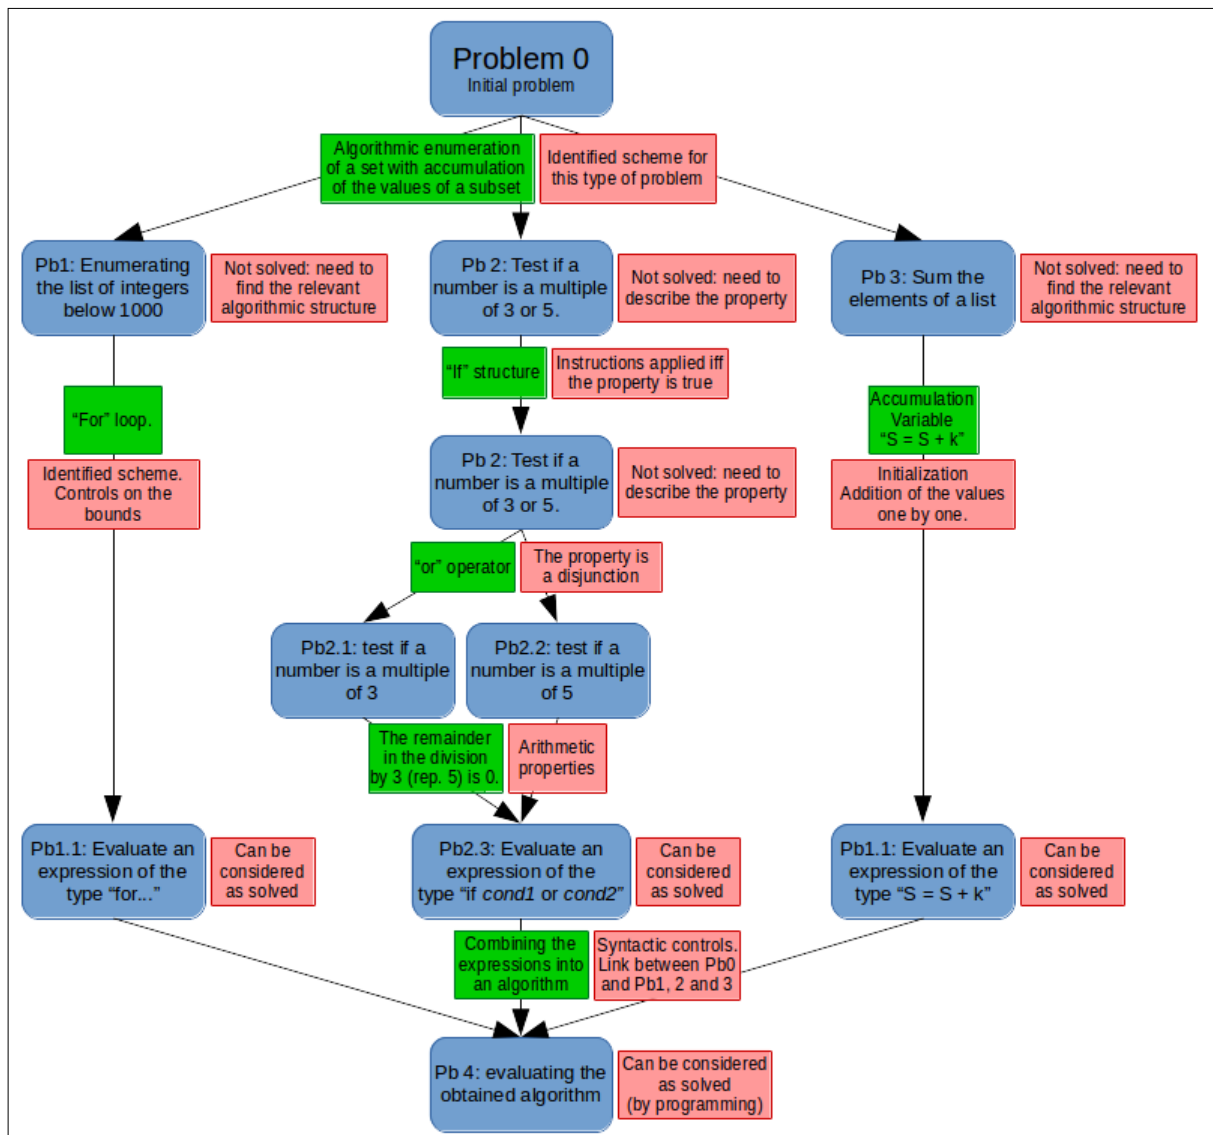 Problem 0
Initial problem
Algorithmic enumeration
of a set with accumulation
of the values of a subset
Identified scheme for
this type of problem
Pb1: Enumerating
the list of integers
below 1000
Not solved: need to
find the relevant
algorithmic structure
Pb 2: Test if a
number is a multiple
of 3 or 5.
Not solved: need to
describe the property
Pb 3: Sum the
elements of a list
Not solved: need to
find the relevant
algorithmic structure
“For” loop.
Identified scheme.
Controls on the
bounds
“If” structure
Instructions applied iff
the property is true
Accumulation
Variable
“S = S + k”
Initialization
Addition of the values
one by one.
Pb 2: Test if a
number is a multiple
of 3 or 5.
Not solved: need to
describe the property
“or” operator
The property is
a disjunction
Pb2.1: test if a
number is a multiple
of 3
Pb2.2: test if a
number is a multiple
of 5
The remainder
in the division
by 3 (rep. 5) is 0.
Arithmetic
properties
Pb1.1: Evaluate an
expression of the
type “for...”
Can be
considered
as solved
Pb2.3: Evaluate an
expression of the
type “if cond1 or cond2”
Can be
considered
as solved
Pb1.1: Evaluate an
expression of the
type “S = S + k”
Can be
considered
as solved
Combining the
expressions into
an algorithm
Syntactic controls.
Link between Pb0
and Pb1, 2 and 3
Pb 4: evaluating the
obtained algorithm
Can be considered
as solved
(by programming)